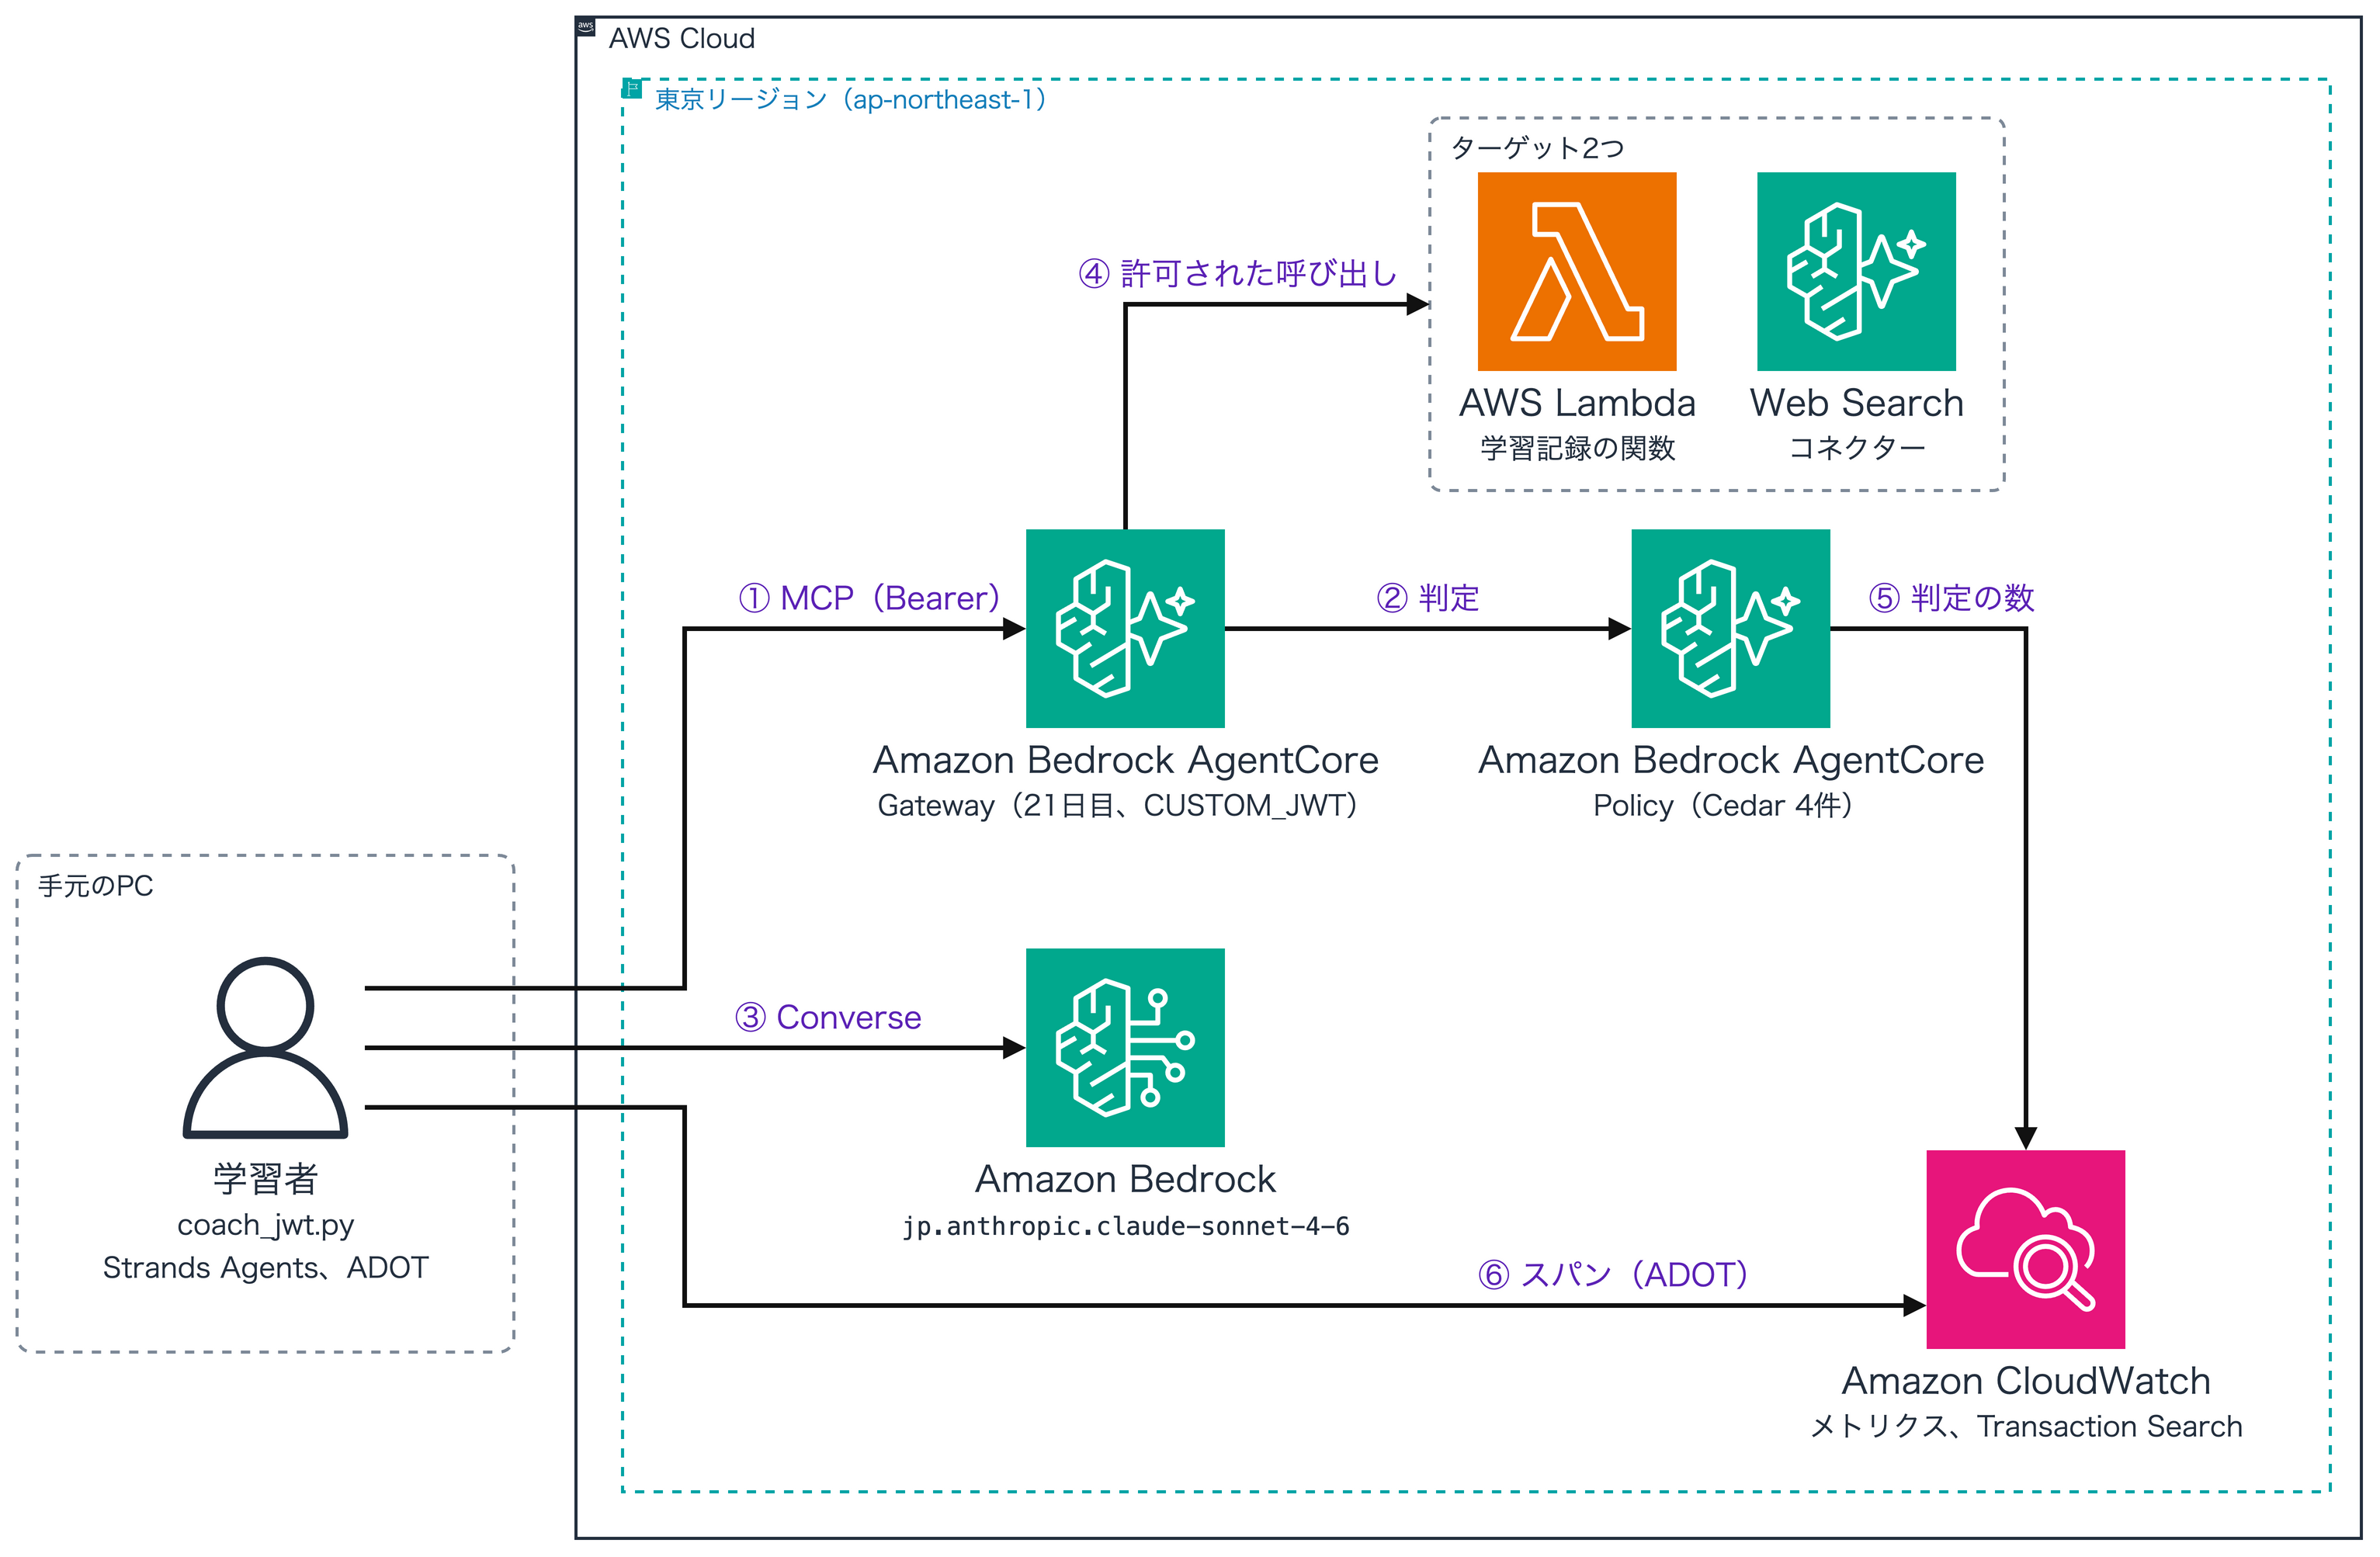 aws
AWS Cloud
東京リージョン（ap-northeast-1）
ターゲット2つ
④ 許可された呼び出し
AWS Lambda
学習記録の関数
Web Search
コネクター
① MCP（Bearer）
② 判定
⑤ 判定の数
Amazon Bedrock AgentCore
Gateway（21日目、CUSTOM_JWT）
Amazon Bedrock AgentCore
Policy（Cedar 4件）
手元のPC
③ Converse
学習者
coach_jwt.py
Strands Agents、ADOT
Amazon Bedrock
jp.anthropic.claude-sonnet-4-6
⑥ スパン（ADOT）
Amazon CloudWatch
メトリクス、Transaction Search